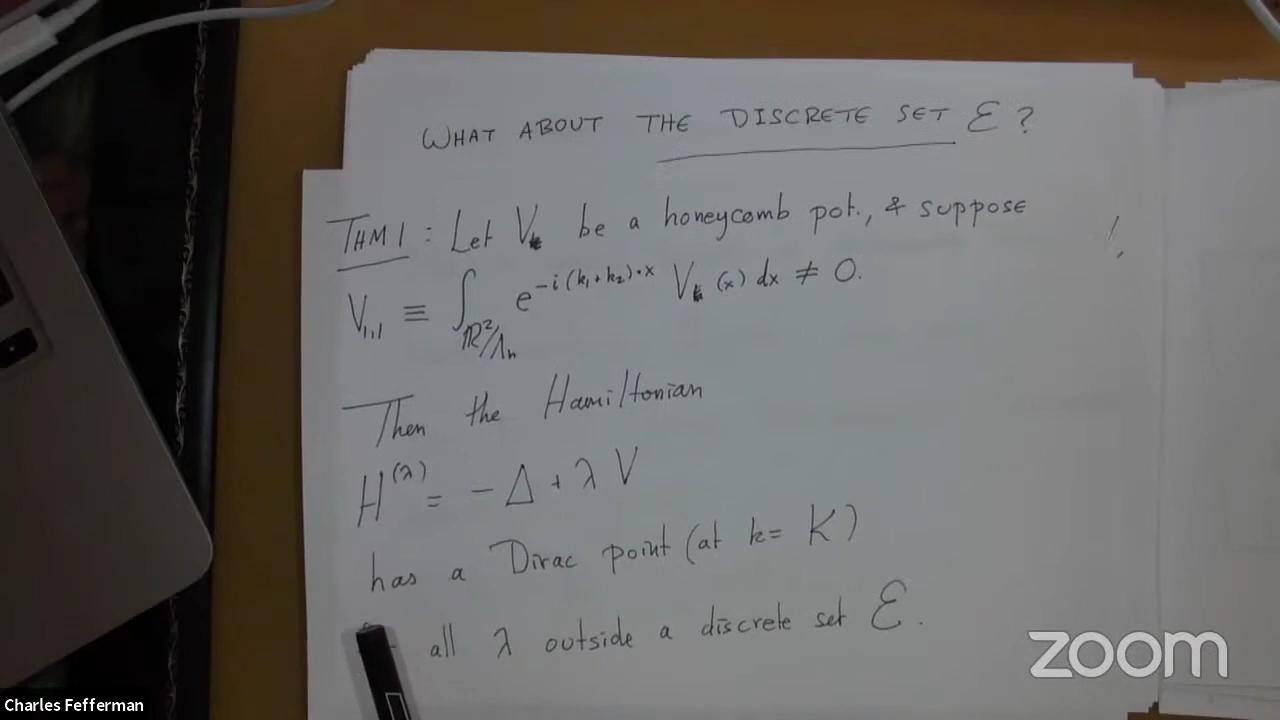 WHAT ABOUT THE DISCRETE SET ℰ?
THM 1: Let V be a honeycomb pot., & suppose
V₁,₁ ≡ ∫_{ℝ²/Λₕ} e^{-i(k₁+k₂)·x} V(x) dx ≠ 0.
Then the Hamiltonian
H^{(λ)} = -Δ + λV
has a Dirac point (at k = K)
all λ outside a discrete set ℰ.
zoom
Charles Fefferman